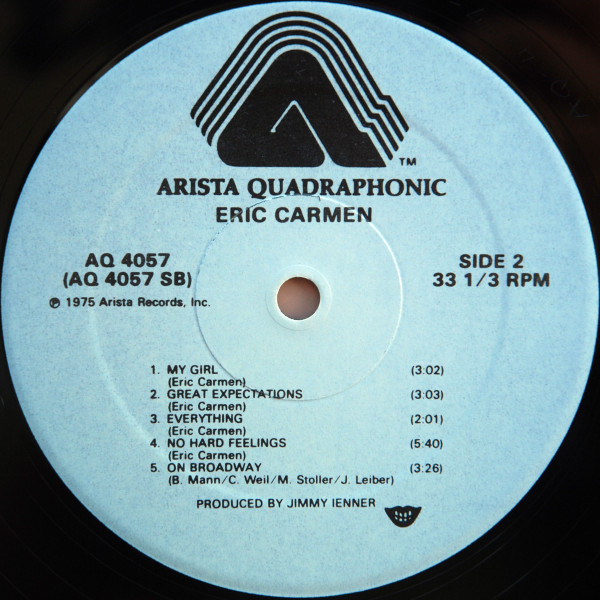 TM
ARISTA QUADRAPHONIC
ERIC CARMEN
AQ 4057
(AQ 4057 SB)
℗ 1975 Arista Records, Inc.
SIDE 2
33 1/3 RPM
1. MY GIRL (3:02)
(Eric Carmen)
2. GREAT EXPECTATIONS (3:03)
(Eric Carmen)
3. EVERYTHING (2:01)
(Eric Carmen)
4. NO HARD FEELINGS (5:40)
(Eric Carmen)
5. ON BROADWAY (3:26)
(B. Mann/C. Weil/M. Stoller/J. Leiber)
PRODUCED BY JIMMY IENNER